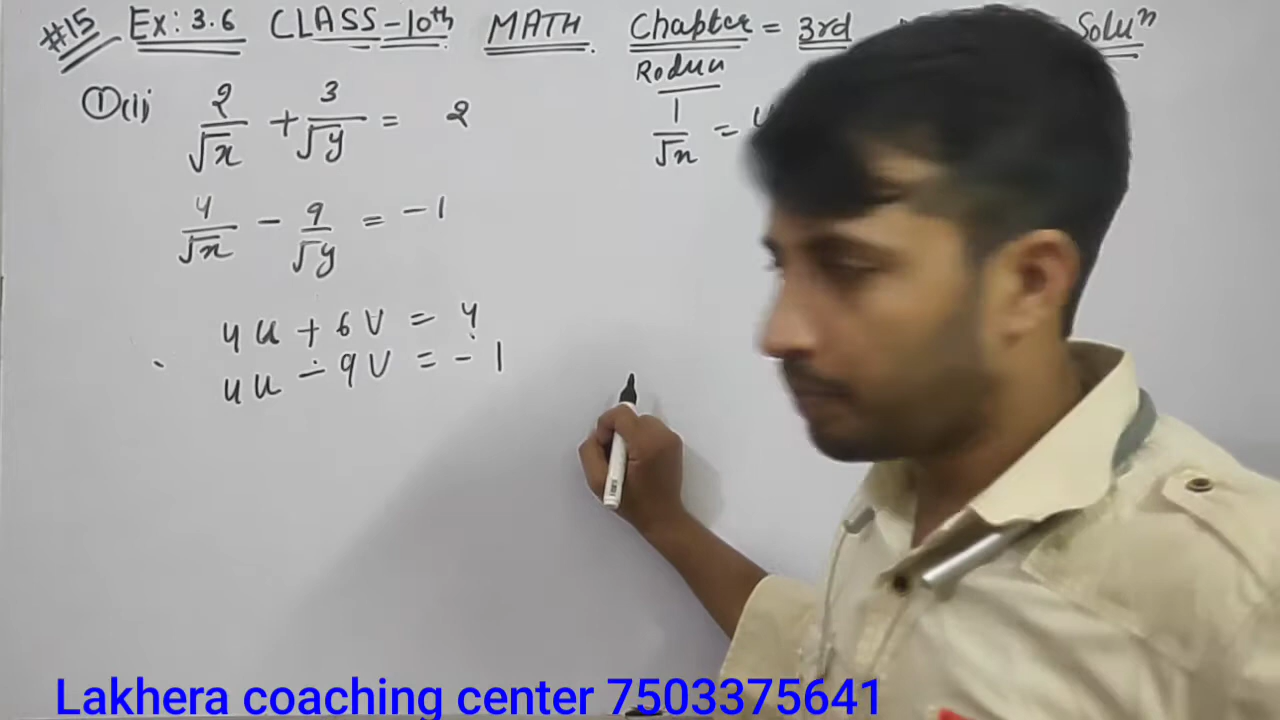 #15 Ex: 3.6 CLASS-10th MATH Chapter = 3rd Soluⁿ
①(ii) 2/√x + 3/√y = 2
4/√x - 9/√y = -1
4u + 6v = 4
4u - 9v = -1
1/√x =
Lakhera coaching center 7503375641